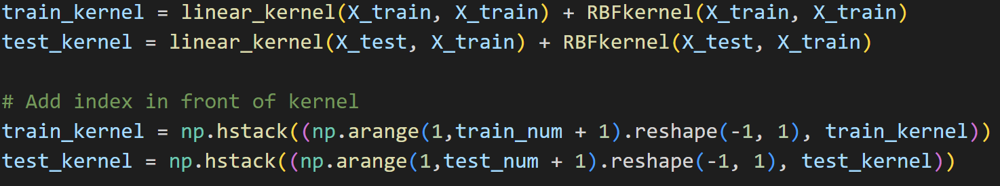 train_kernel = linear_kernel(X_train, X_train) + RBFkernel(X_train, X_train)
test_kernel = linear_kernel(X_test, X_train) + RBFkernel(X_test, X_train)

# Add index in front of kernel
train_kernel = np.hstack((np.arange(1,train_num + 1).reshape(-1, 1), train_kernel))
test_kernel = np.hstack((np.arange(1,test_num + 1).reshape(-1, 1), test_kernel))